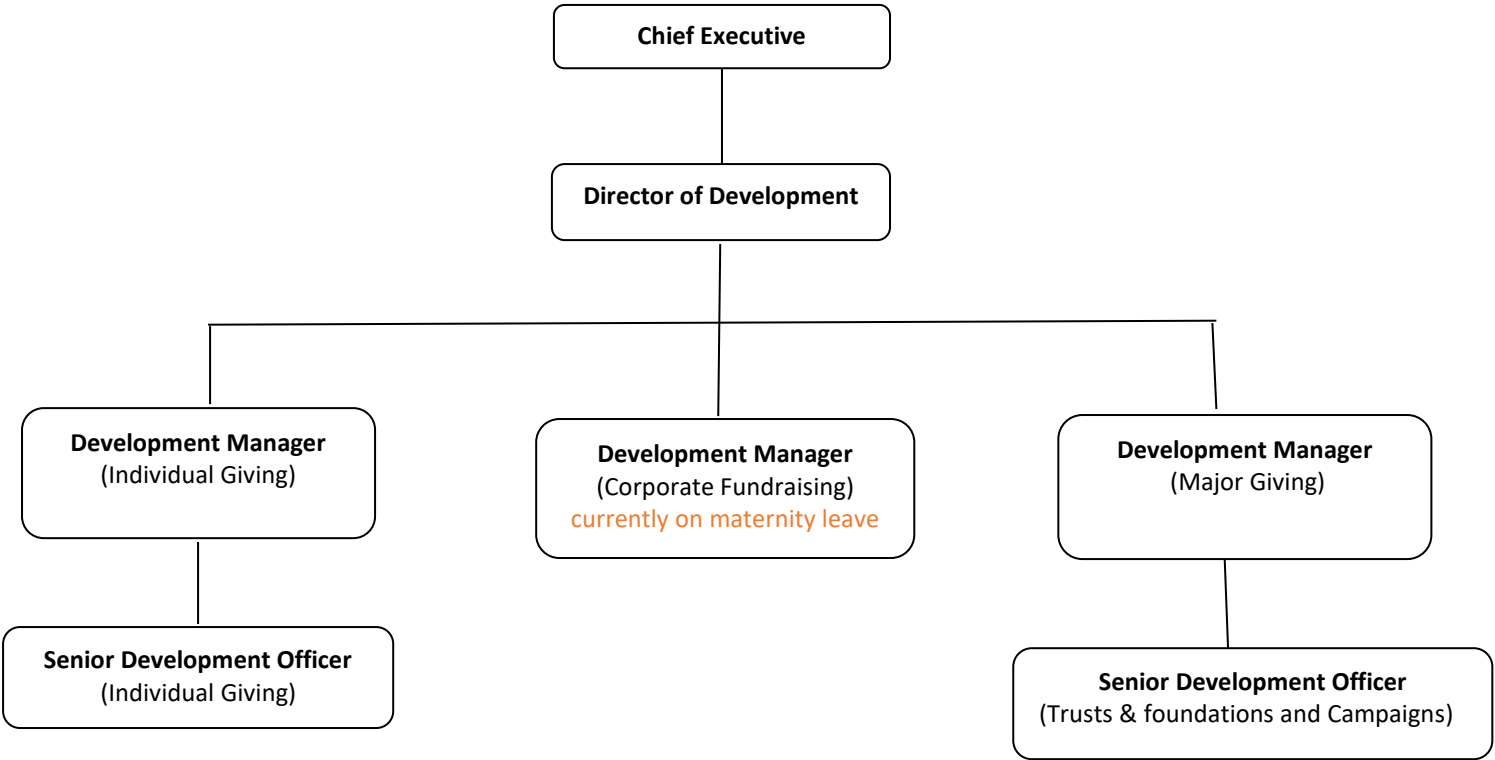 Chief Executive
Director of Development
Development Manager
(Individual Giving)
Development Manager
(Corporate Fundraising)
currently on maternity leave
Development Manager
(Major Giving)
Senior Development Officer
(Individual Giving)
Senior Development Officer
(Trusts & foundations and Campaigns)